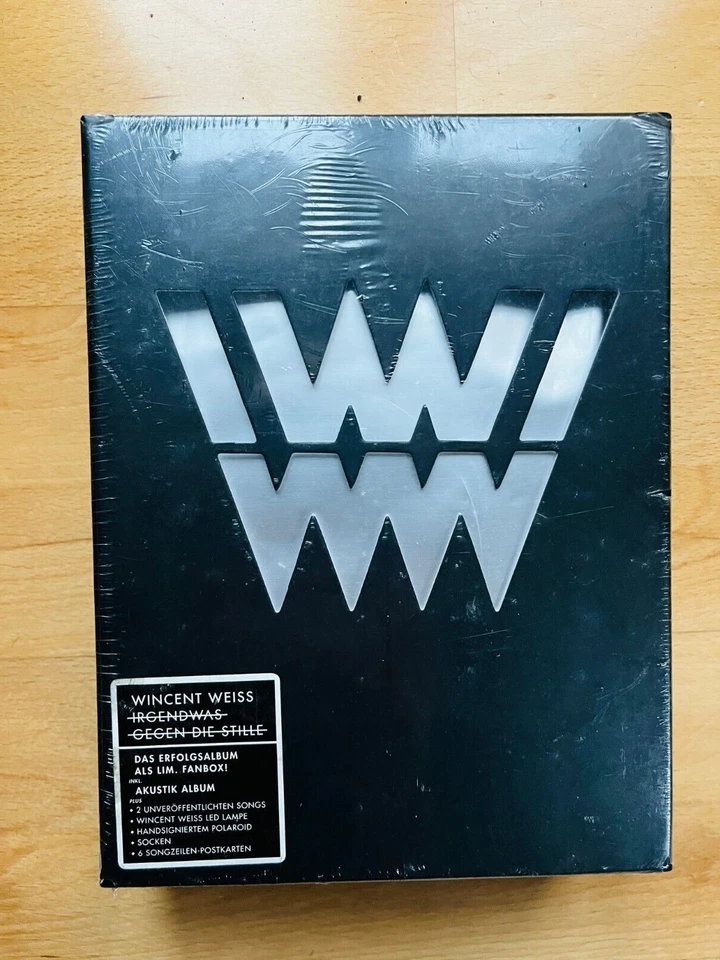 WINCENT WEISS
IRGENDWAS
GEGEN DIE STILLE
DAS ERFOLGSALBUM
ALS LIM. FANBOX!
INKL.
AKUSTIK ALBUM
PLUS
• 2 UNVERÖFFENTLICHTEN SONGS
• WINCENT WEISS LED LAMPE
• HANDSIGNIERTEM POLAROID
• SOCKEN
• 6 SONGZEILEN-POSTKARTEN